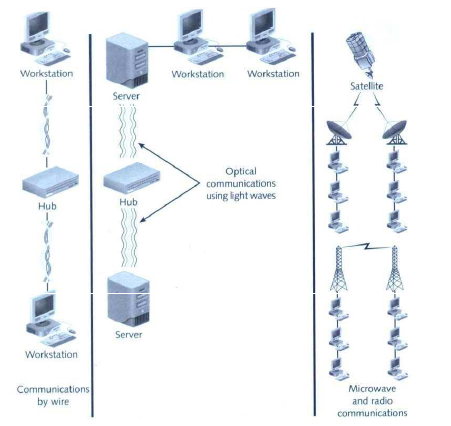 Workstation
Hub
Workstation
Communications
by wire
Workstation
Workstation
Server
Optical
communications
using light waves
Hub
Server
Satellite
Microwave
and radio
communications